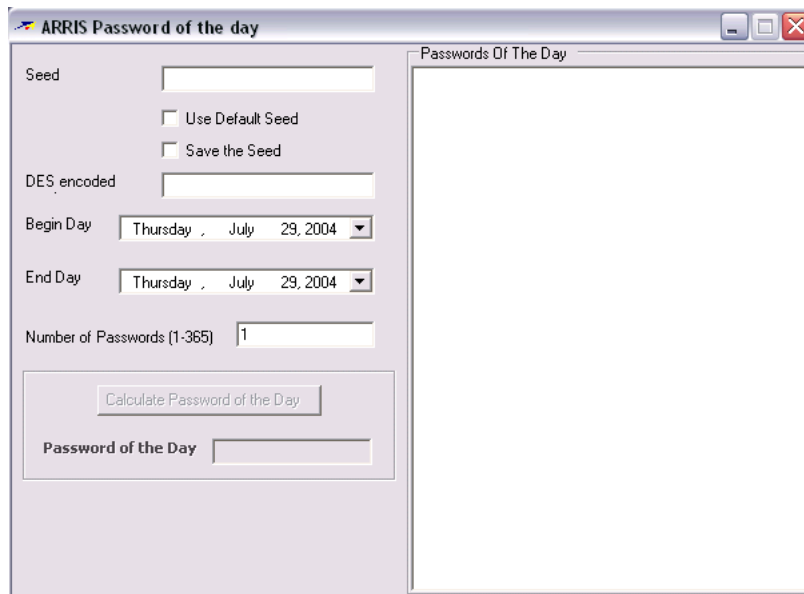 ARRIS Password of the day
Seed
Use Default Seed
Save the Seed
DES encoded
Begin Day
Thursday , July 29, 2004
End Day
Thursday , July 29, 2004
Number of Passwords (1-365) 1
Calculate Password of the Day
Password of the Day
Passwords Of The Day